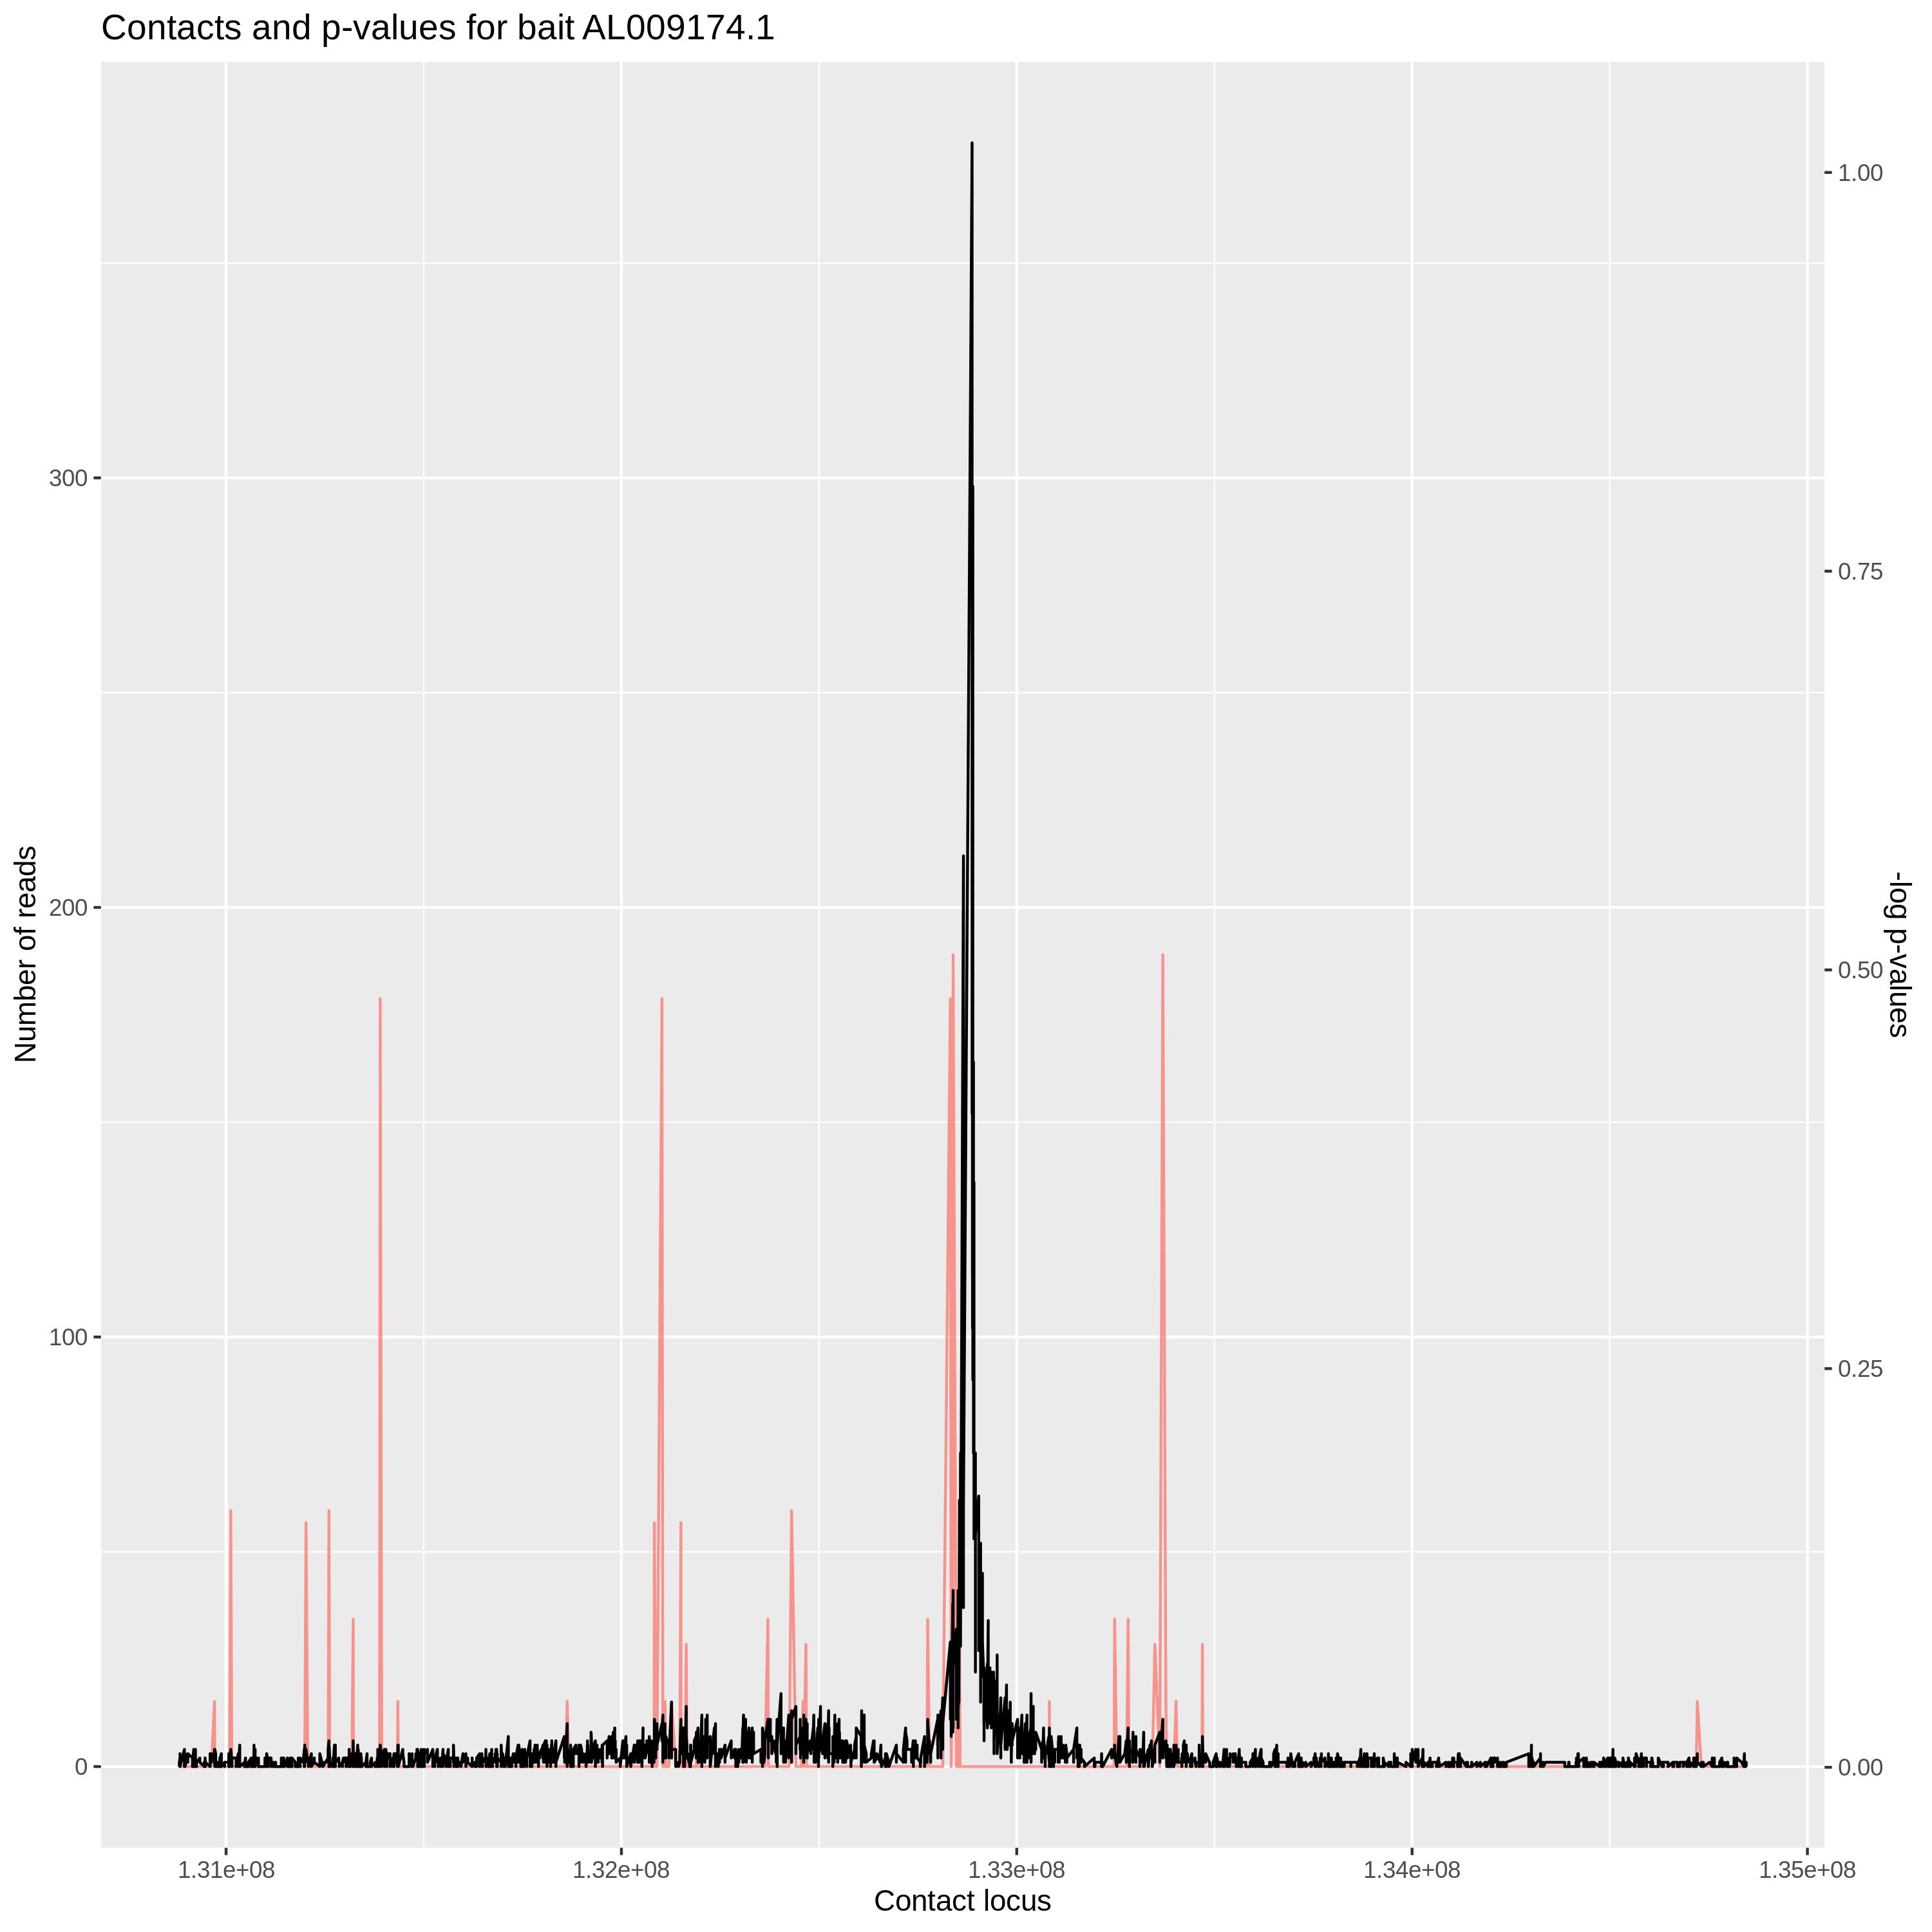 Contacts and p-values for bait AL009174.1
Number of reads
300
200
100
0
1.00
0.75
0.50
0.25
0.00
-log p-values
1.31e+08
1.32e+08
1.33e+08
1.34e+08
1.35e+08
Contact locus